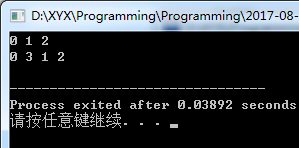 D:\XYX\Programming\Programming\2017-08-
0 1 2
0 3 1 2
--------------------------------
Process exited after 0.03892 seconds
请按任意键继续. . .